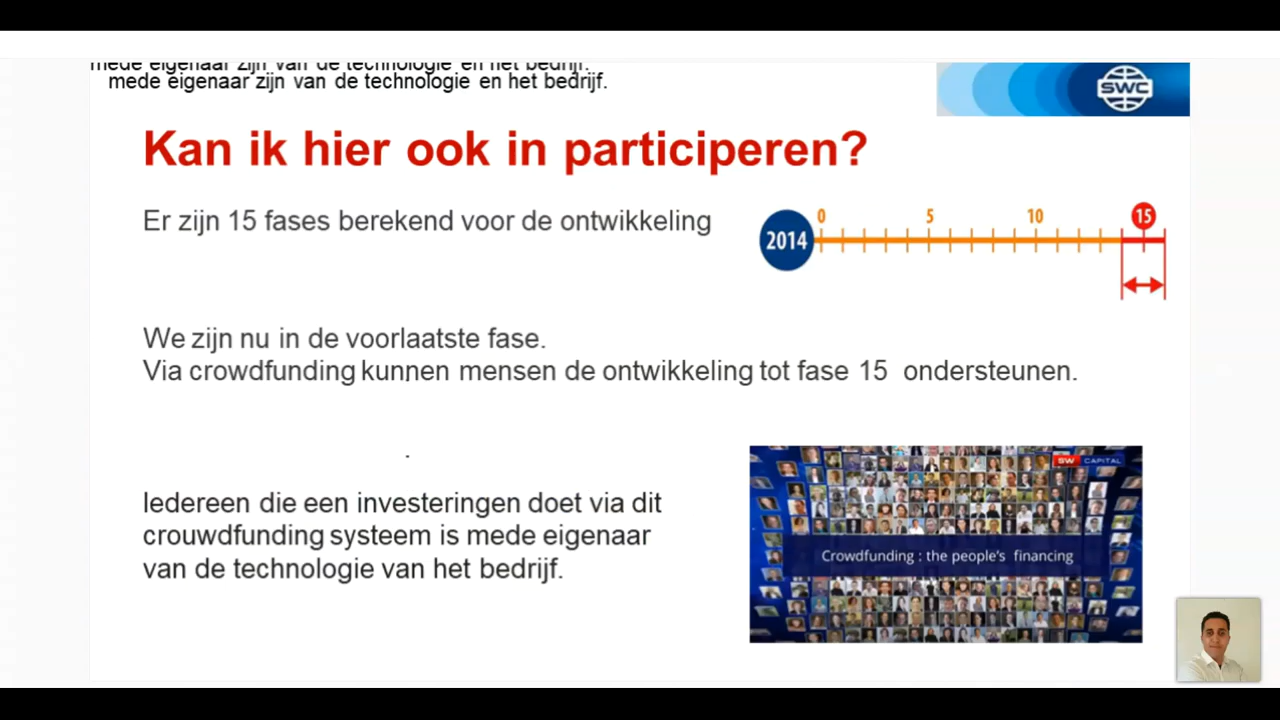 mede eigenaar zijn van de technologie en het bedrijf.
mede eigenaar zijn van de technologie en het bedrijf.
SWC
Kan ik hier ook in participeren?
Er zijn 15 fases berekend voor de ontwikkeling
2014
0 5 10 15
We zijn nu in de voorlaatste fase.
Via crowdfunding kunnen mensen de ontwikkeling tot fase 15 ondersteunen.
.
Iedereen die een investeringen doet via dit
crouwdfunding systeem is mede eigenaar
van de technologie van het bedrijf.
SW CAPITAL
Crowdfunding : the people's financing